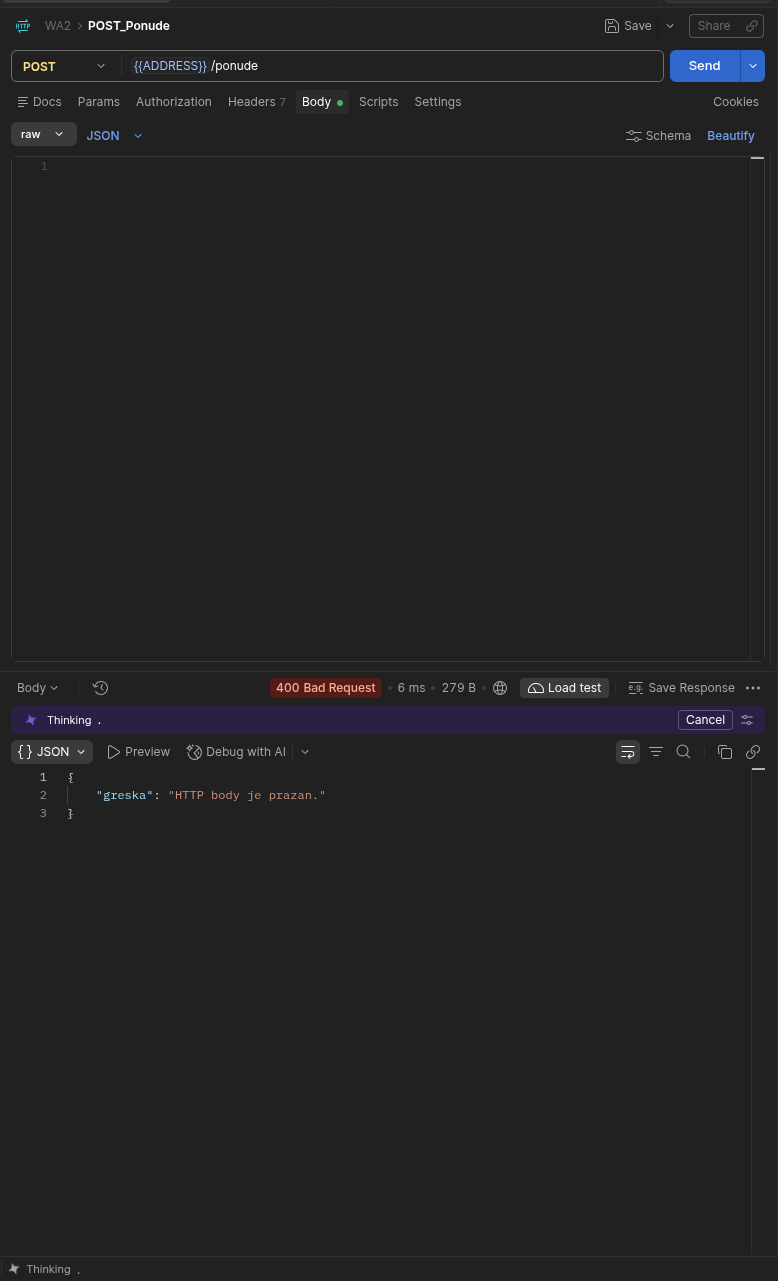 HTTP WA2 › POST_Ponude Save Share
POST {{ADDRESS}} /ponude Send
Docs Params Authorization Headers 7 Body Scripts Settings Cookies
raw JSON Schema Beautify
1
Body 400 Bad Request 6 ms 279 B Load test e.g. Save Response
Thinking . Cancel
{ } JSON Preview Debug with AI
1 {
2 "greska": "HTTP body je prazan."
3 }
Thinking .